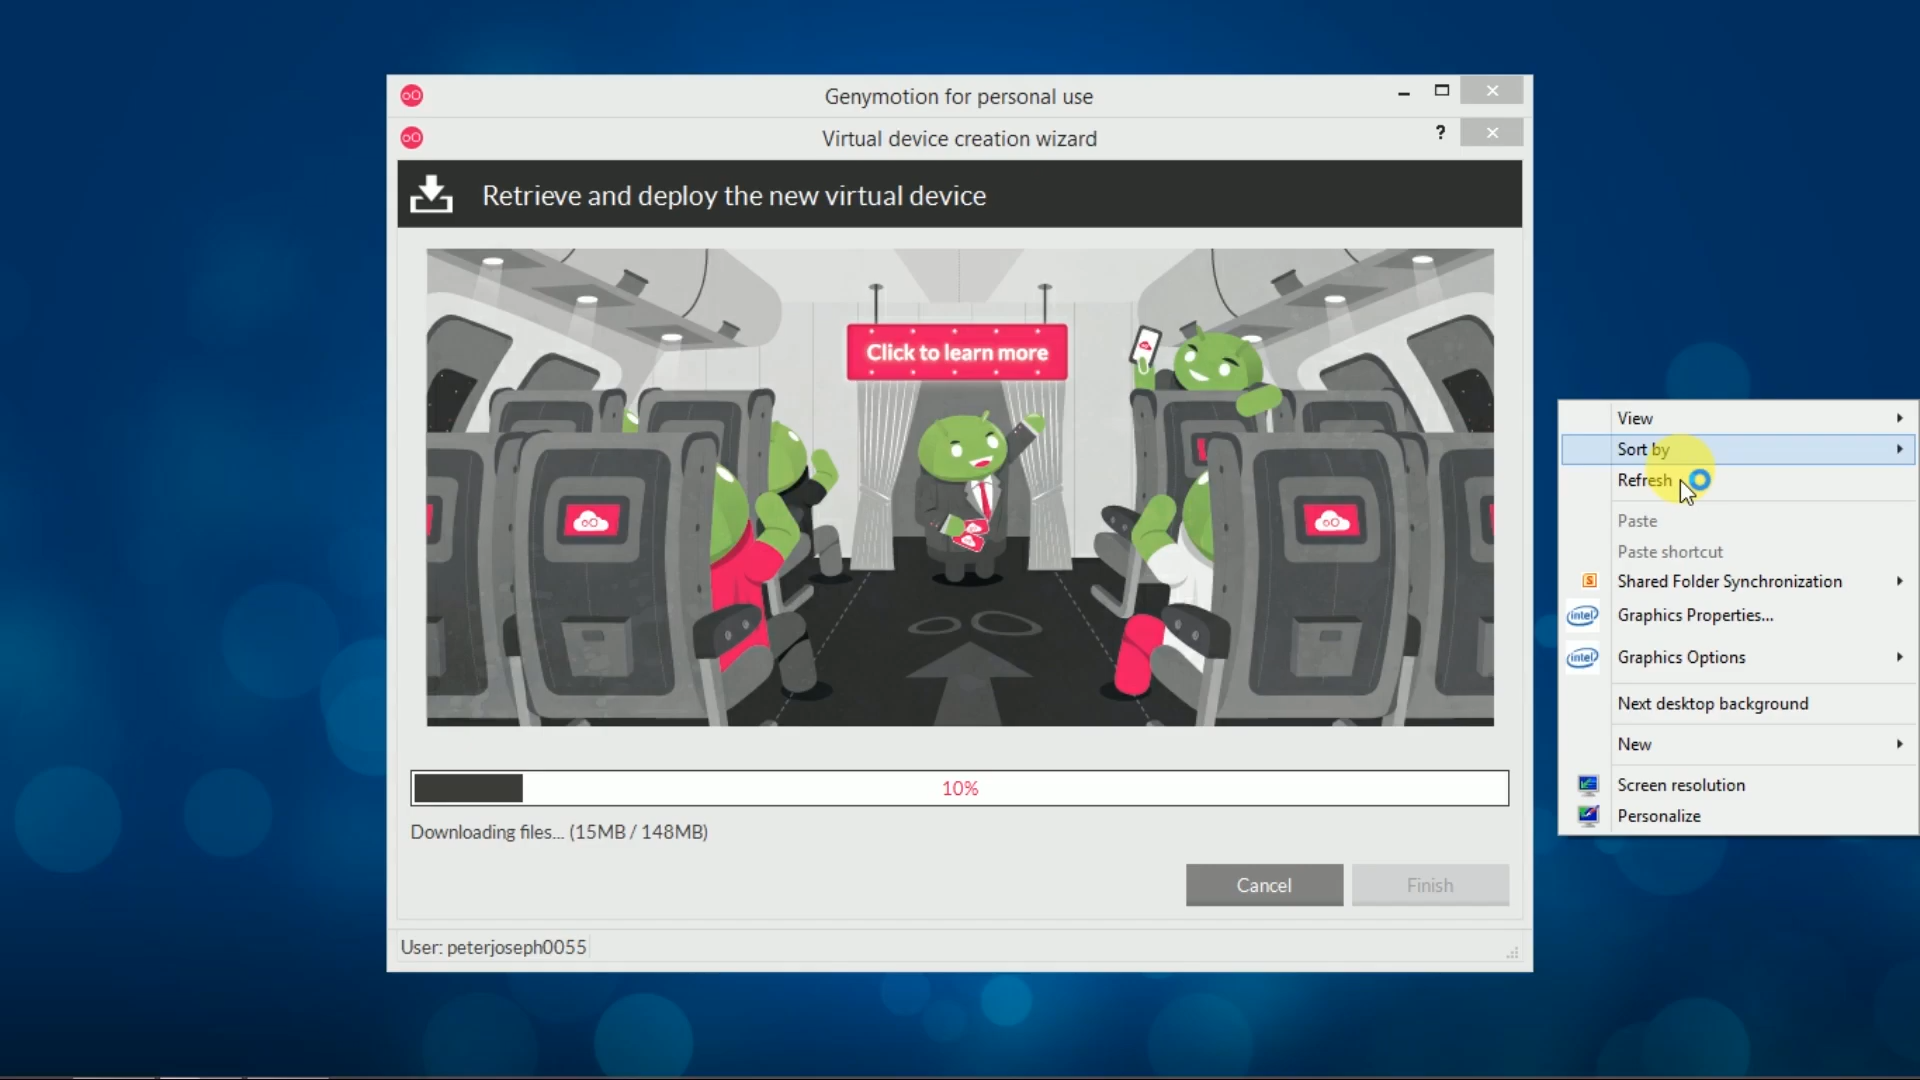 Genymotion for personal use
Virtual device creation wizard
?
Retrieve and deploy the new virtual device
Click to learn more
10%
Downloading files... (15MB / 148MB)
Cancel
Finish
User: peterjoseph0055
View
Sort by
Refresh
Paste
Paste shortcut
S Shared Folder Synchronization
intel Graphics Properties...
intel Graphics Options
Next desktop background
New
Screen resolution
Personalize